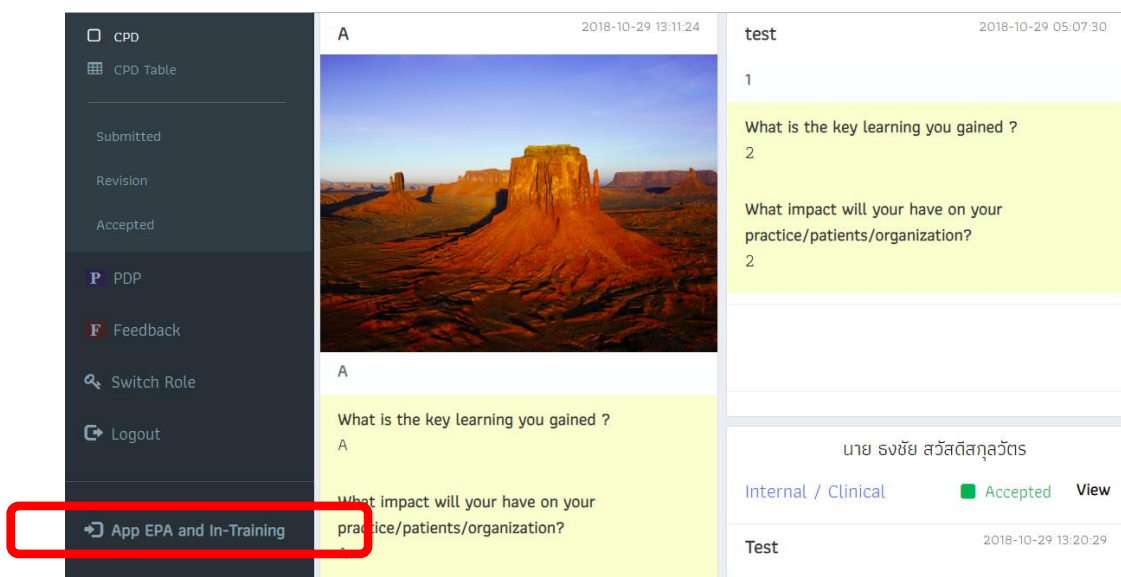 CPD
CPD Table
Submitted
Revision
Accepted
P PDP
F Feedback
Switch Role
Logout
App EPA and In-Training
A
2018-10-29 13:11:24
A
What is the key learning you gained ?
A
What impact will your have on your
practice/patients/organization?
test
2018-10-29 05:07:30
1
What is the key learning you gained ?
2
What impact will your have on your
practice/patients/organization?
2
นาย ธงชัย สวัสดีสกุลวัตร
Internal / Clinical
Accepted
View
Test
2018-10-29 13:20:29